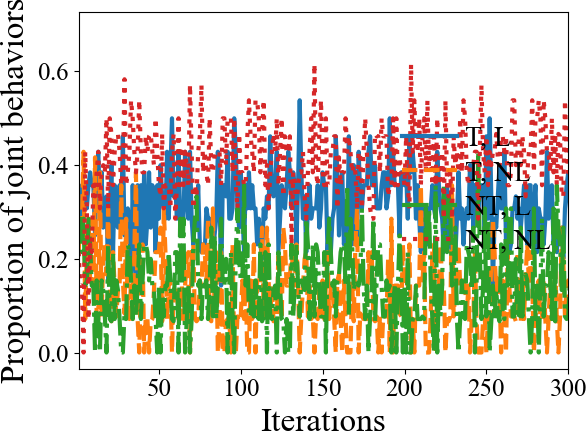 Proportion of joint behaviors
0.6
0.4
0.2
0.0
T, L
T, NL
NT, L
NT, NL
50
100
150
200
250
300
Iterations